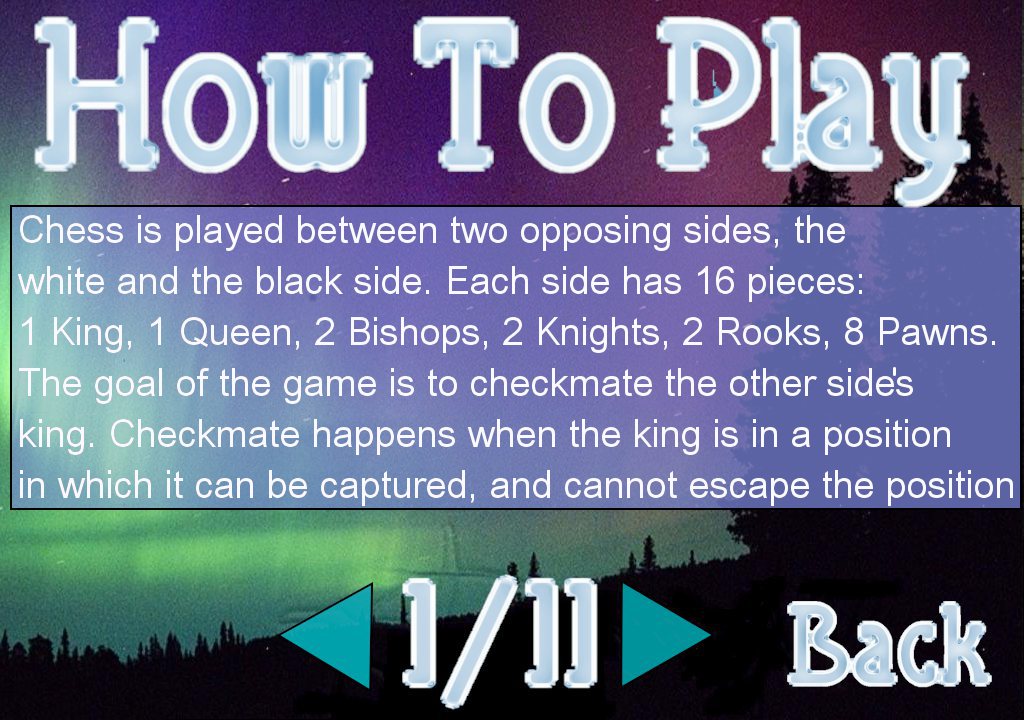 How To Play
Chess is played between two opposing sides, the
white and the black side. Each side has 16 pieces:
1 King, 1 Queen, 2 Bishops, 2 Knights, 2 Rooks, 8 Pawns.
The goal of the game is to checkmate the other side's
king. Checkmate happens when the king is in a position
in which it can be captured, and cannot escape the position
1/11
Back